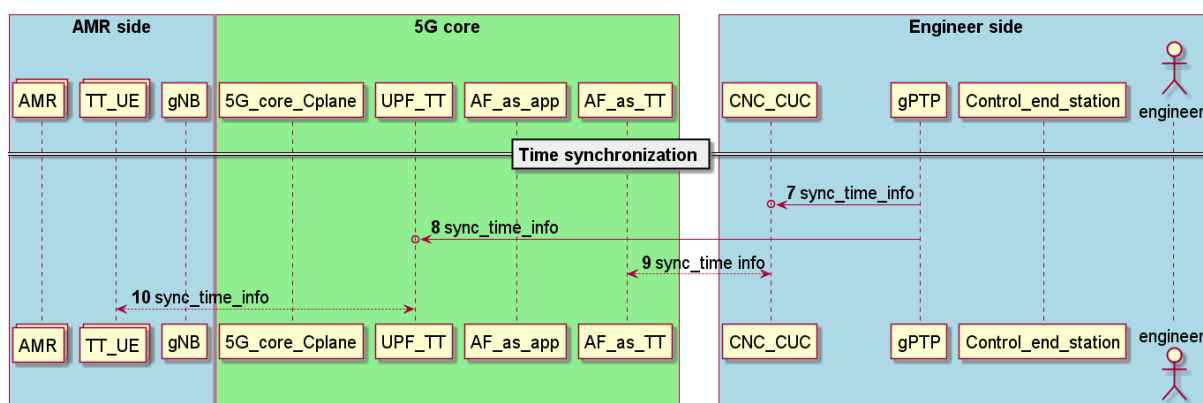 AMR side
5G core
Engineer side
AMR
TT_UE
gNB
5G_core_Cplane
UPF_TT
AF_as_app
AF_as_TT
CNC_CUC
gPTP
Control_end_station
engineer
Time synchronization
7 sync_time_info
8 sync_time_info
9 sync_time info
10 sync_time_info
AMR
TT_UE
gNB
5G_core_Cplane
UPF_TT
AF_as_app
AF_as_TT
CNC_CUC
gPTP
Control_end_station
engineer